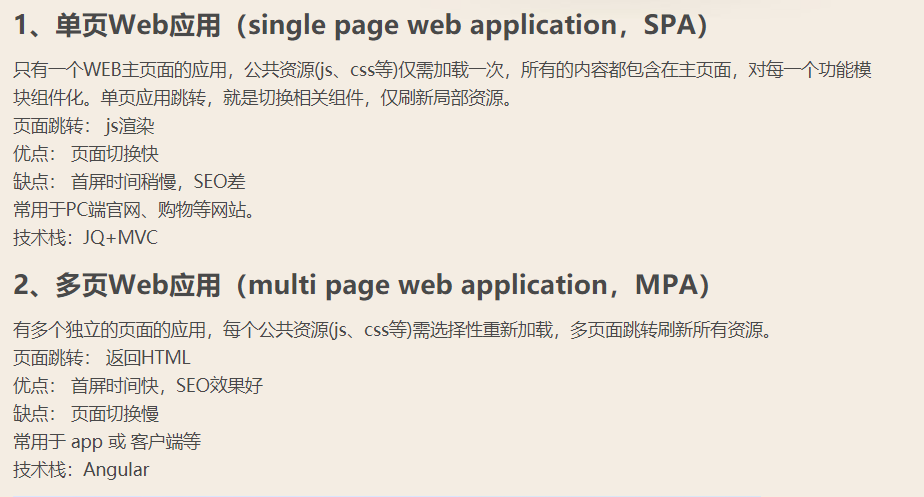 1、单页Web应用（single page web application，SPA）
只有一个WEB主页面的应用，公共资源(js、css等)仅需加载一次，所有的内容都包含在主页面，对每一个功能模
块组件化。单页应用跳转，就是切换相关组件，仅刷新局部资源。
页面跳转： js渲染
优点： 页面切换快
缺点： 首屏时间稍慢，SEO差
常用于PC端官网、购物等网站。
技术栈：JQ+MVC
2、多页Web应用（multi page web application，MPA）
有多个独立的页面的应用，每个公共资源(js、css等)需选择性重新加载，多页面跳转刷新所有资源。
页面跳转： 返回HTML
优点： 首屏时间快，SEO效果好
缺点： 页面切换慢
常用于 app 或 客户端等
技术栈：Angular